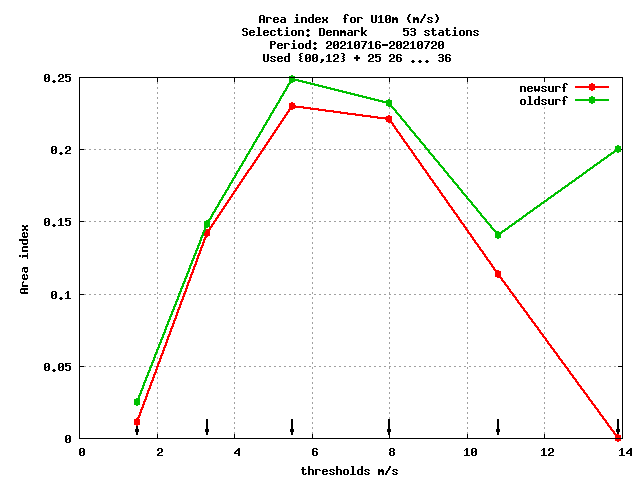 Area index  for U10m (m/s)
Selection: Denmark     53 stations
Period: 20210716-20210720
Used {00,12} + 25 26 ... 36
newsurf
oldsurf
0.25
0.2
0.15
0.1
0.05
0
Area index
0 2 4 6 8 10 12 14
thresholds m/s